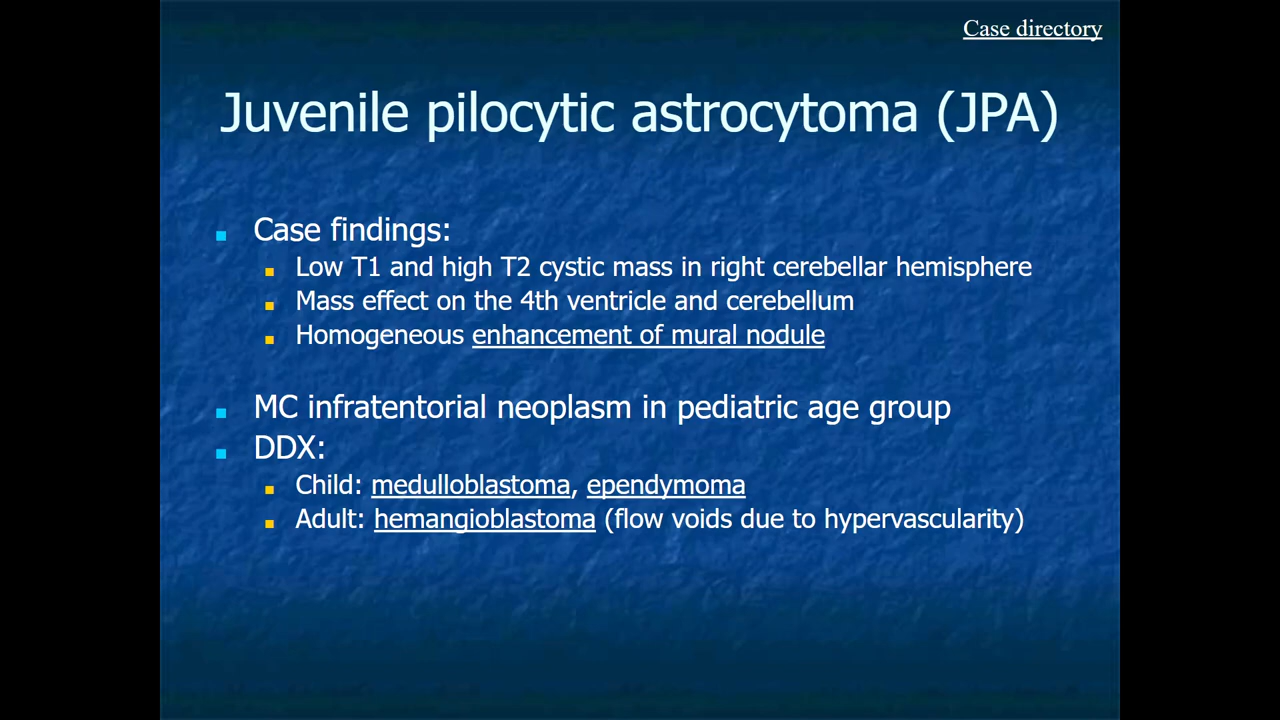 Case directory
Juvenile pilocytic astrocytoma (JPA)
Case findings:
Low T1 and high T2 cystic mass in right cerebellar hemisphere
Mass effect on the 4th ventricle and cerebellum
Homogeneous enhancement of mural nodule
MC infratentorial neoplasm in pediatric age group
DDX:
Child: medulloblastoma, ependymoma
Adult: hemangioblastoma (flow voids due to hypervascularity)